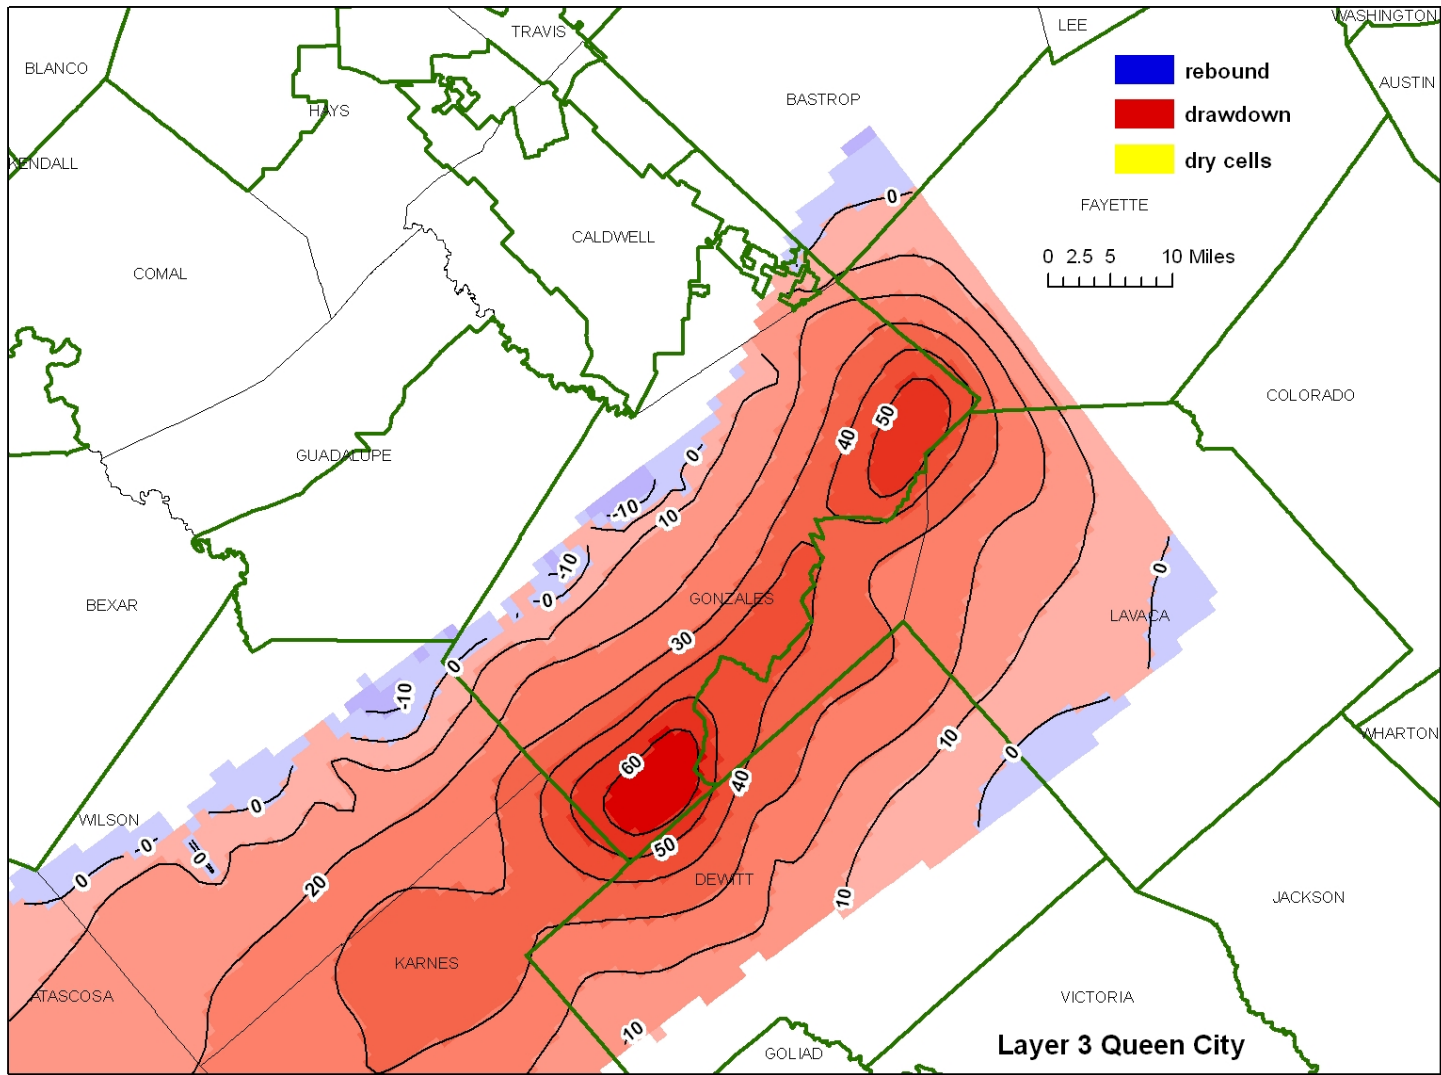 WASHINGTON
LEE
TRAVIS
BLANCO
rebound
AUSTIN
BASTROP
HAYS
drawdown
dry cells
KENDALL
0
FAYETTE
CALDWELL
0 2.5 5 10 Miles
COMAL
COLORADO
50
40
GUADALUPE
0
-10
10
-10
0
-0
GONZALES
BEXAR
LAVACA
30
0
-10
WHARTON
10
0
60
40
0
WILSON
-0
50
=0=
0
20
DEWITT
10
JACKSON
KARNES
ATASCOSA
VICTORIA
-10
Layer 3 Queen City
GOLIAD